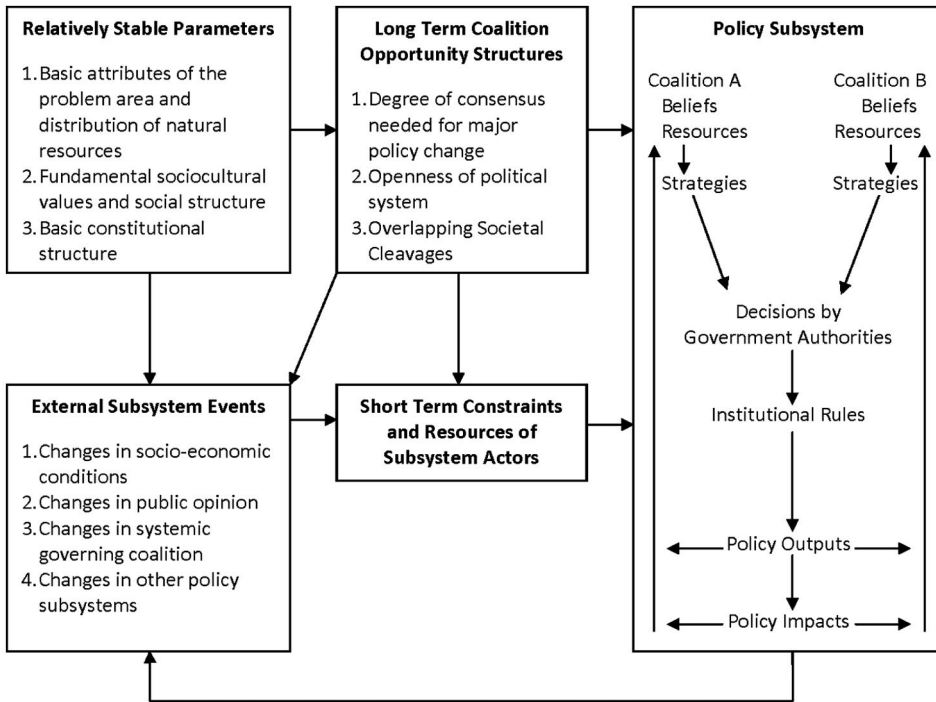 Relatively Stable Parameters
1. Basic attributes of the
problem area and
distribution of natural
resources
2. Fundamental sociocultural
values and social structure
3. Basic constitutional
structure
Long Term Coalition
Opportunity Structures
1. Degree of consensus
needed for major
policy change
2. Openness of political
system
3. Overlapping Societal
Cleavages
Policy Subsystem
Coalition A
Beliefs
Resources
Strategies
Coalition B
Beliefs
Resources
Strategies
Decisions by
Government Authorities
Institutional Rules
Policy Outputs
Policy Impacts
External Subsystem Events
1. Changes in socio-economic
conditions
2. Changes in public opinion
3. Changes in systemic
governing coalition
4. Changes in other policy
subsystems
Short Term Constraints
and Resources of
Subsystem Actors